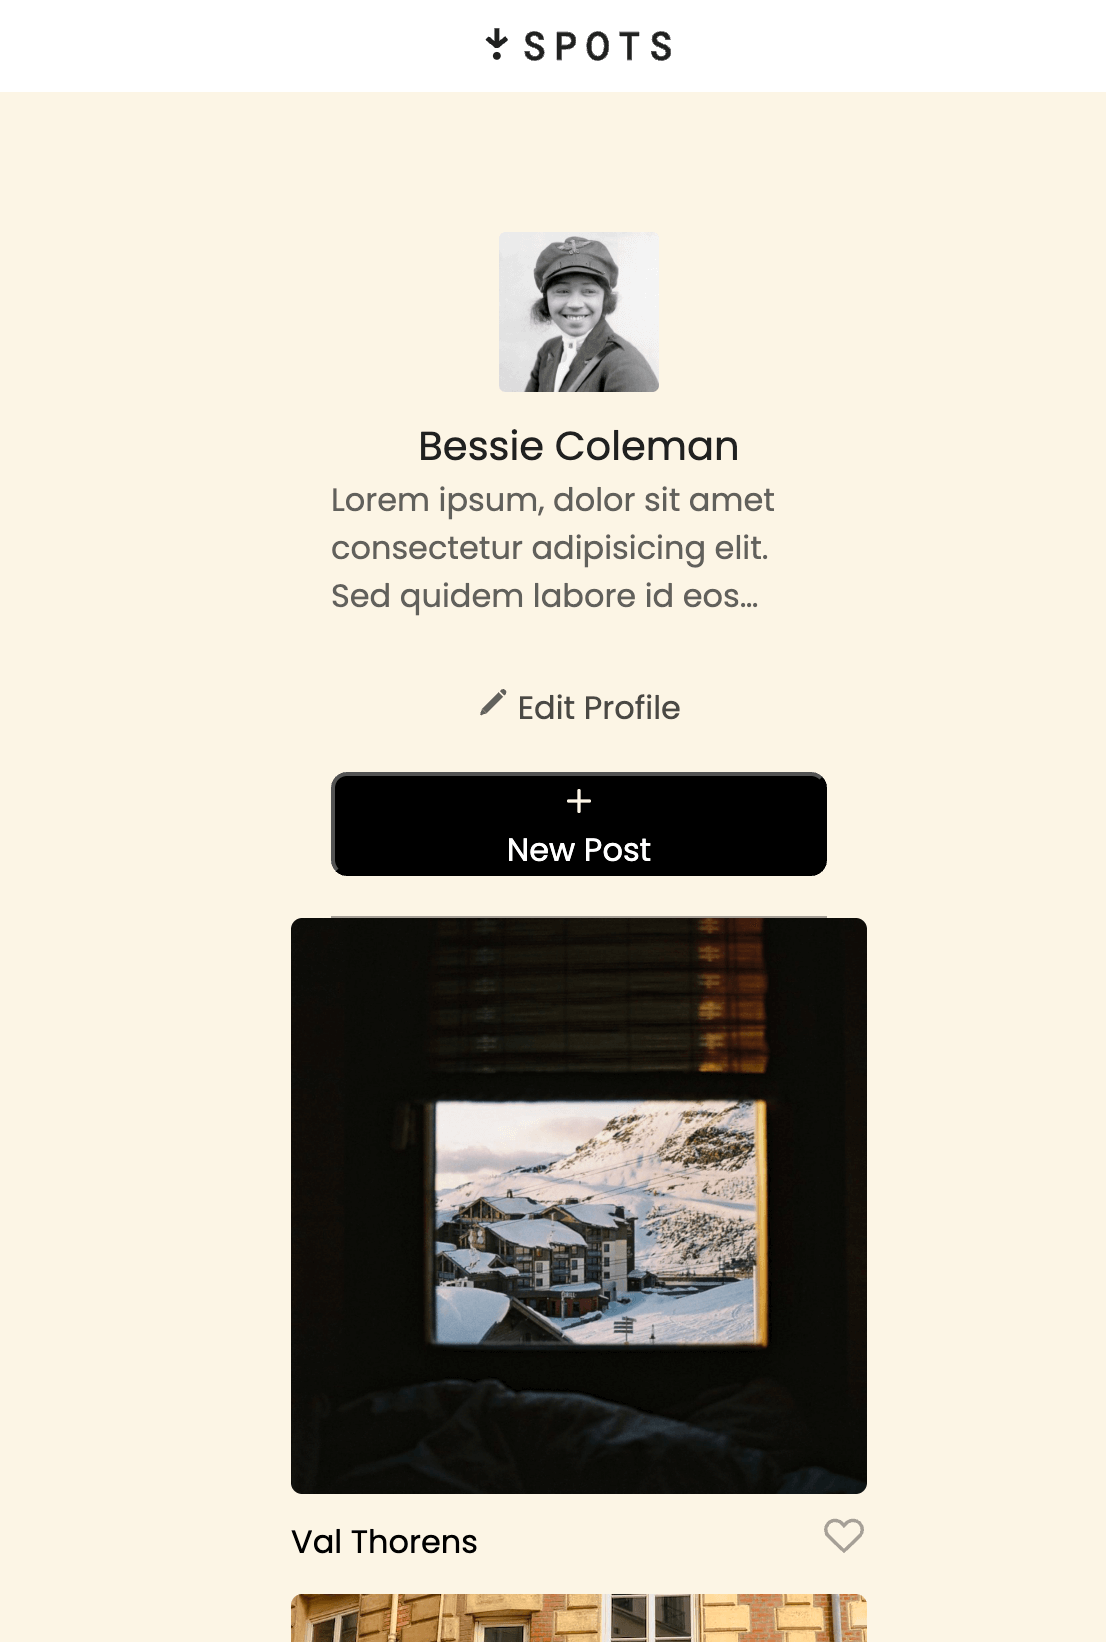 SPOTS
Bessie Coleman
Lorem ipsum, dolor sit amet
consectetur adipisicing elit.
Sed quidem labore id eos...
Edit Profile
New Post
Val Thorens